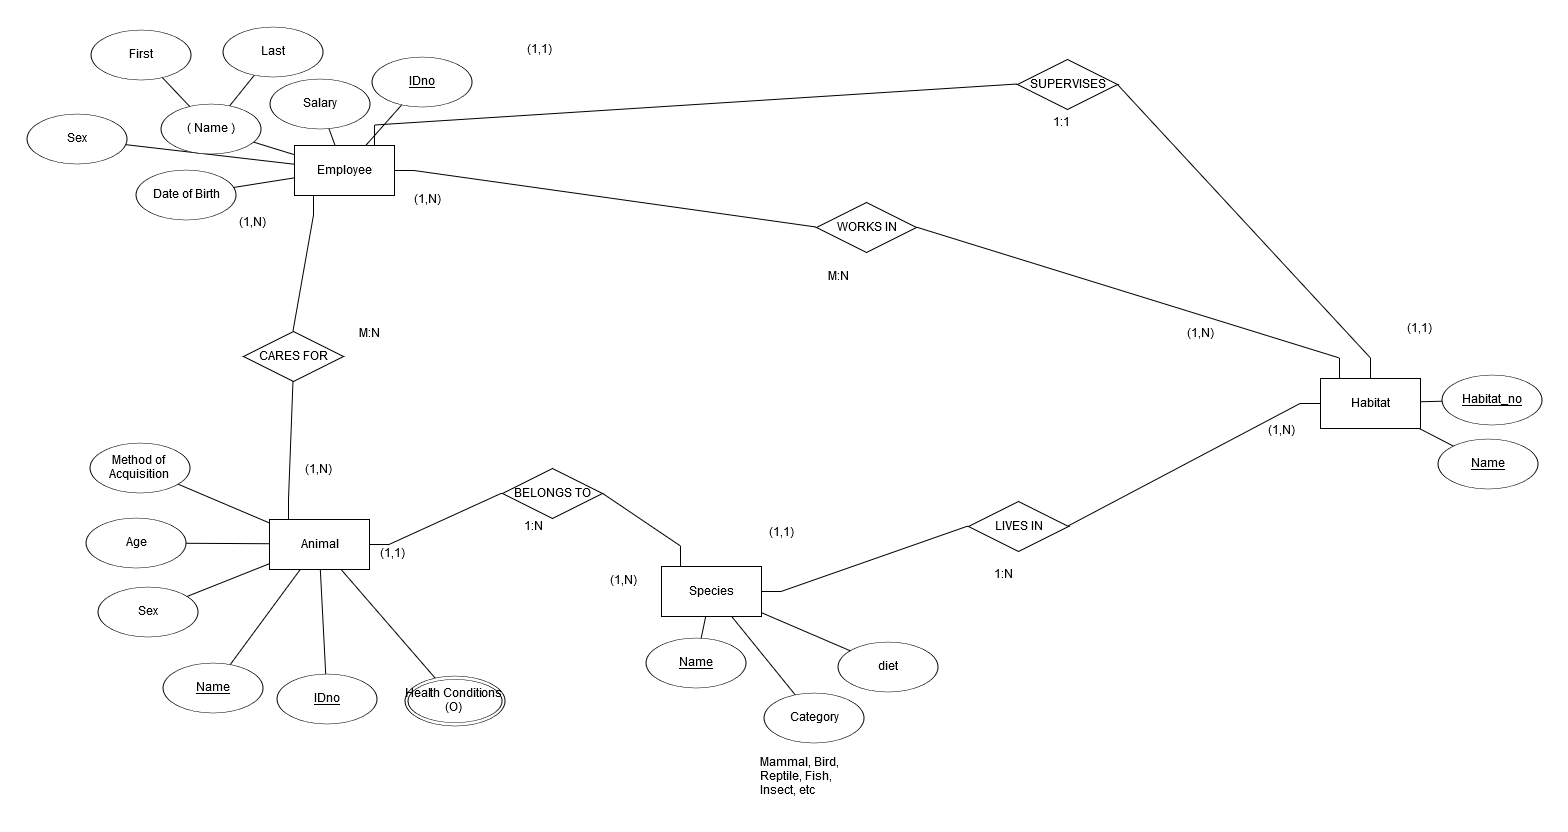 First
Last
(1,1)
IDno
SUPERVISES
Salary
1:1
( Name )
Sex
Employee
Date of Birth
(1,N)
(1,N)
WORKS IN
M:N
(1,N)
(1,1)
M:N
CARES FOR
Habitat
Habitat_no
(1,N)
Name
Method of
Acquisition
(1,N)
BELONGS TO
1:N
LIVES IN
(1,1)
Age
Animal
(1,1)
1:N
(1,N)
Species
Sex
Name
diet
Name
IDno
Health Conditions
(O)
Category
Mammal, Bird,
Reptile, Fish,
Insect, etc